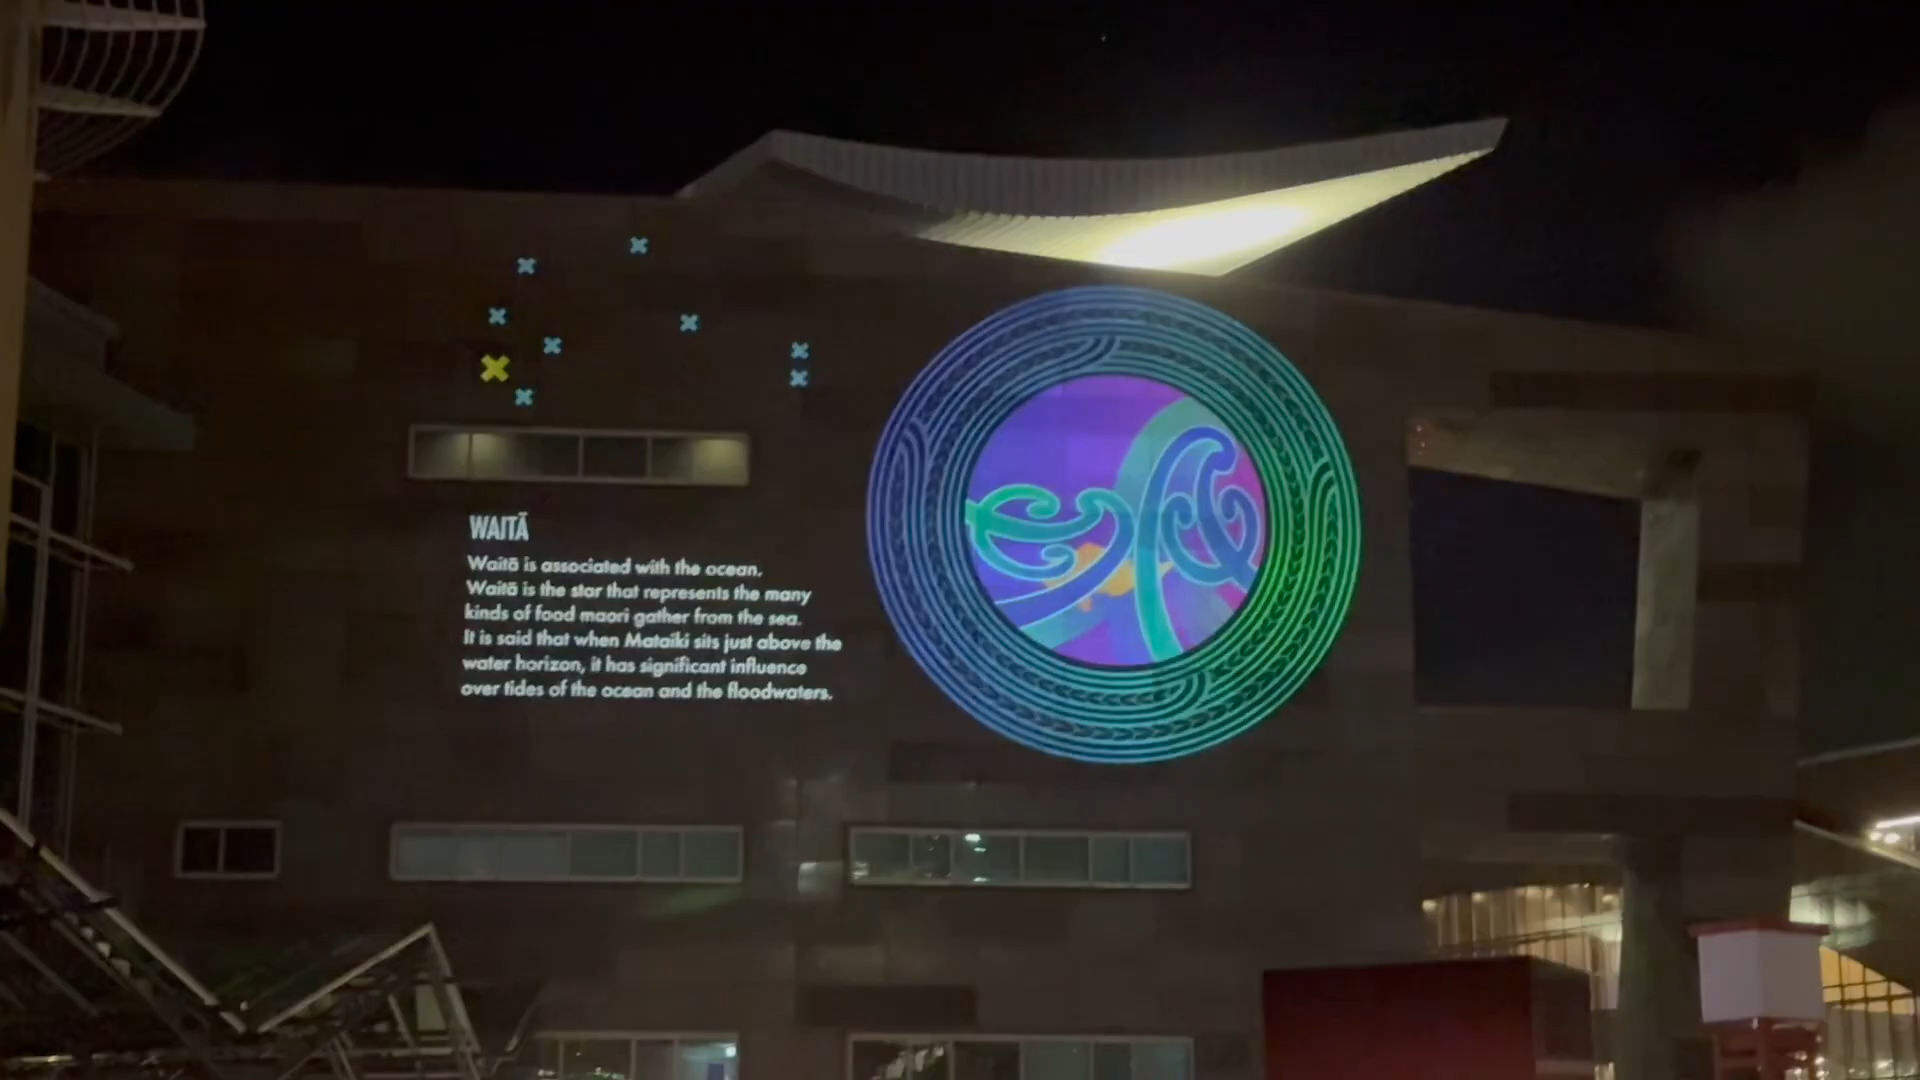 WAITĀ
Waitā is associated with the ocean.
Waitā is the star that represents the many
kinds of food maori gather from the sea.
It is said that when Mataiki sits just above the
water horizon, it has significant influence
over tides of the ocean and the floodwaters.